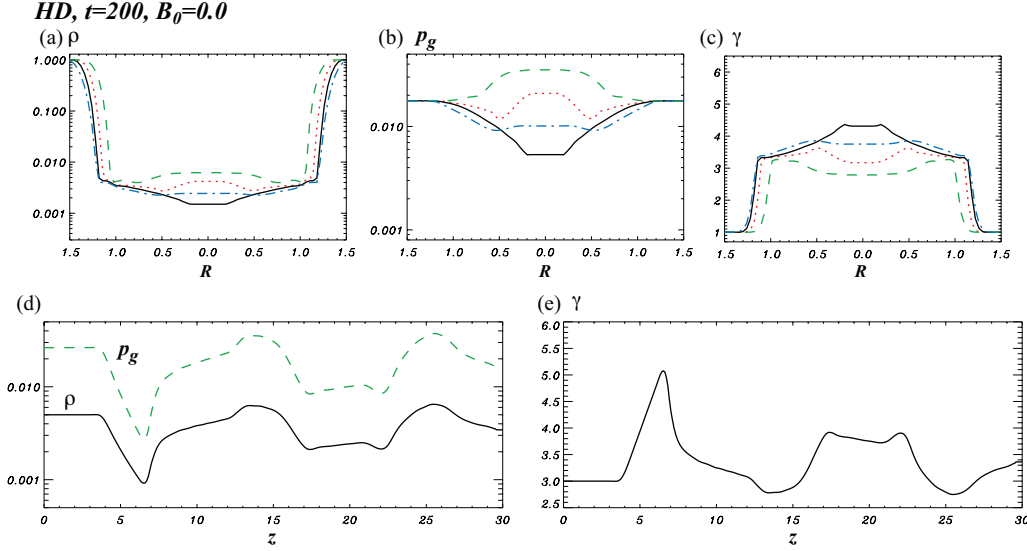 HD, t=200, B0=0.0
(a) ρ
(b) pg
(c) γ
1.000
0.100
0.010
0.001
1.5 1.0 0.5 0.0 0.5 1.0 1.5
R
0.010
0.001
1.5 1.0 0.5 0.0 0.5 1.0 1.5
R
6
5
4
3
2
1
1.5 1.0 0.5 0.0 0.5 1.0 1.5
R
(d)
pg
ρ
0.010
0.001
0 5 10 15 20 25 30
z
(e) γ
6.0
5.5
5.0
4.5
4.0
3.5
3.0
2.5
0 5 10 15 20 25 30
z